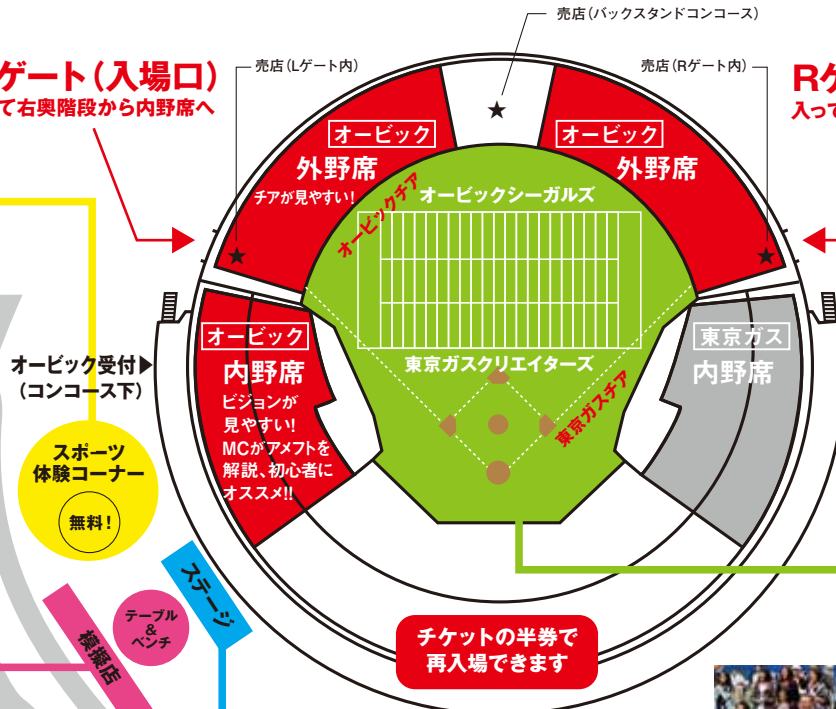 売店（バックスタンドコンコース）
ゲート（入場口）
て右奥階段から内野席へ
売店（Lゲート内）
売店（Rゲート内）
Rゲ
入って
オービック
外野席
チアが見やすい！
オービック
外野席
オービックチア
オービックシーガルズ
オービック
内野席
ビジョンが
見やすい！
MCがアメフトを
解説、初心者に
オススメ!!
東京ガスクリエイターズ
東京ガスチア
東京ガス
内野席
オービック受付▶
（コンコース下）
スポーツ
体験コーナー
無料！
ステージ
テーブル
&
ベンチ
模擬店
チケットの半券で
再入場できます